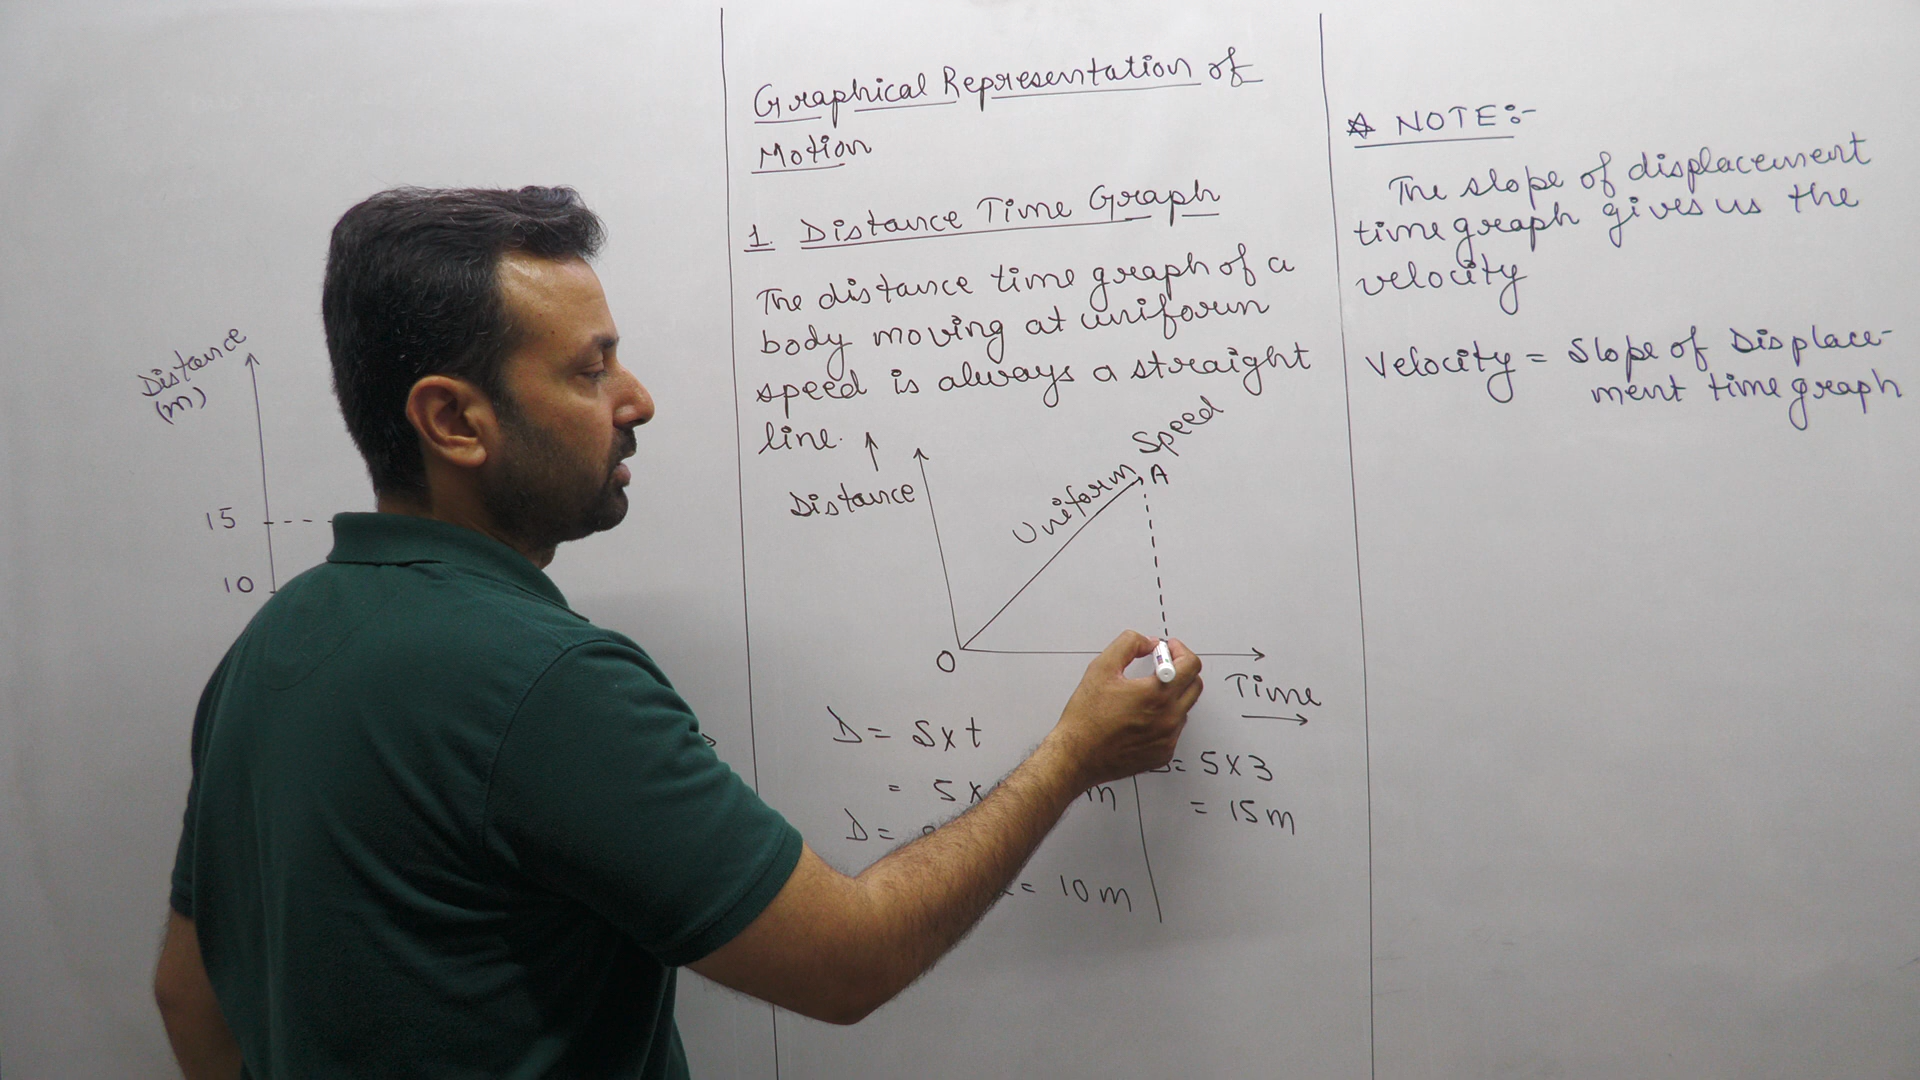 Distance
(m)
15
10
Graphical Representation of
Motion
1. Distance Time Graph
The distance time graph of a
body moving at uniform
speed is always a straight
line.
Distance
Uniform Speed
A
O
Time
D = S x t
= 5 x
m
D =
= 10 m
= 5 x 3
= 15 m
NOTE:-
The slope of displacement
time graph gives us the
velocity
Velocity = Slope of Displace-
ment time graph